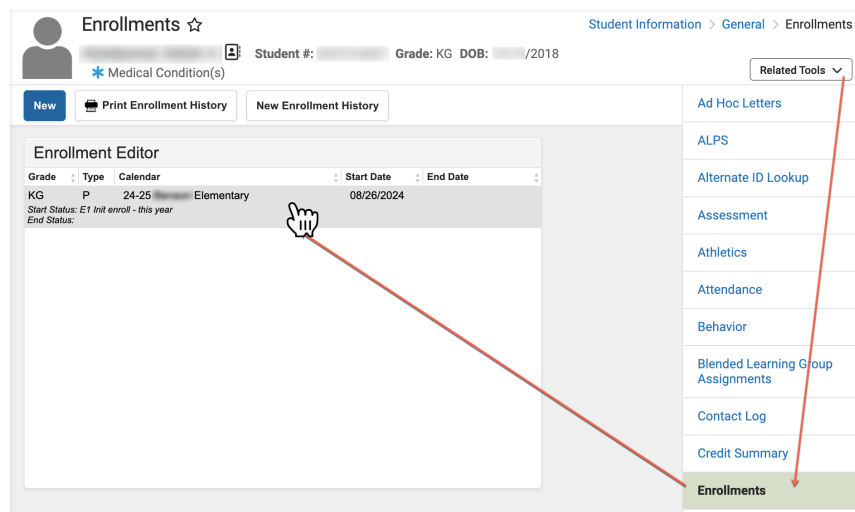 Enrollments
Student Information > General > Enrollments
Student #: Grade: KG DOB: /2018
Medical Condition(s)
Related Tools
New
Print Enrollment History
New Enrollment History
Enrollment Editor
Grade Type Calendar Start Date End Date
KG P 24-25 Elementary 08/26/2024
Start Status: E1 Init enroll - this year
End Status:
Ad Hoc Letters
ALPS
Alternate ID Lookup
Assessment
Athletics
Attendance
Behavior
Blended Learning Group
Assignments
Contact Log
Credit Summary
Enrollments